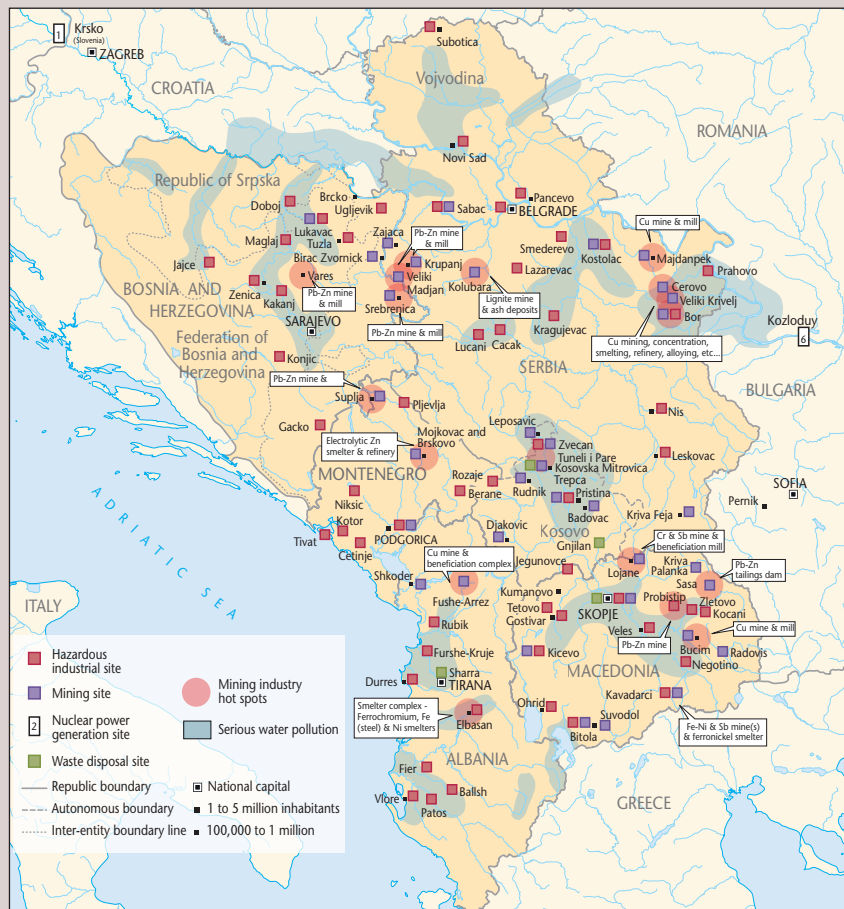 1
Krsko
(Slovenia)
ZAGREB
CROATIA
Subotica
Vojvodina
ROMANIA
Novi Sad
Republic of Srpska
Brcko
Doboj
Ugljevik
Sabac
Pancevo
BELGRADE
Lukavac
Tuzla
Zajaca
Pb-Zn mine
& mill
Cu mine & mill
Maglaj
Birac Zvornick
Krupanj
Smederevo
Kostolac
Majdanpek
Jajce
Vares
Veliki
Madjan
Kolubara
Lazarevac
Prahovo
Cerovo
Veliki Krivelj
Bor
BOSNIA AND
HERZEGOVINA
Zenica
Kakanj
Pb-Zn mine
& mill
Srebrenica
Lignite mine
& ash deposits
SARAJEVO
Pb-Zn mine & mill
Kragujevac
Kozloduy
6
Federation of
Bosnia and
Herzegovina
Lucani
Cacak
Cu mining, concentration,
smelting, refinery, alloying, etc...
Konjic
SERBIA
Pb-Zn mine &
Suplja
Pljevlja
BULGARIA
Nis
Gacko
Mojkovac and
Brskovo
Leposavic
Electrolytic Zn
smelter & refinery
Zvecan
Tuneli i Pare
Kosovska Mitrovica
Trepca
Leskovac
MONTENEGRO
Rozaje
Berane
Rudnik
Pristina
SOFIA
Pernik
Niksic
Badovac
Kriva Feja
Kotor
Tivat
Cetinje
PODGORICA
Djakovic
Kosovo
Gnjilan
ADRIATIC SEA
Cu mine &
beneficiation complex
Jegunovce
Cr & Sb mine &
beneficiation mill
Lojane
Kriva
Palanka
Pb-Zn
tailings dam
Shkoder
Fushe-Arrez
Kumanovo
Sasa
ITALY
Tetovo
Gostivar
SKOPJE
Probistip
Zletovo
Kocani
Rubik
Veles
Cu mine & mill
Pb-Zn mine
Bucim
Radovis
Negotino
Furshe-Kruje
Kicevo
Sharra
TIRANA
Durres
MACEDONIA
Kavadarci
Smelter complex -
Ferrochromium, Fe
(steel) & Ni smelters
Elbasan
Ohrid
Suvodol
Bitola
Fe-Ni & Sb mine(s)
& ferronickel smelter
ALBANIA
Fier
Ballsh
Vlore
Patos
GREECE
Hazardous
industrial site
Mining site
Mining industry
hot spots
2
Nuclear power
generation site
Serious water pollution
Waste disposal site
Republic boundary
National capital
Autonomous boundary
1 to 5 million inhabitants
Inter-entity boundary line
100,000 to 1 million